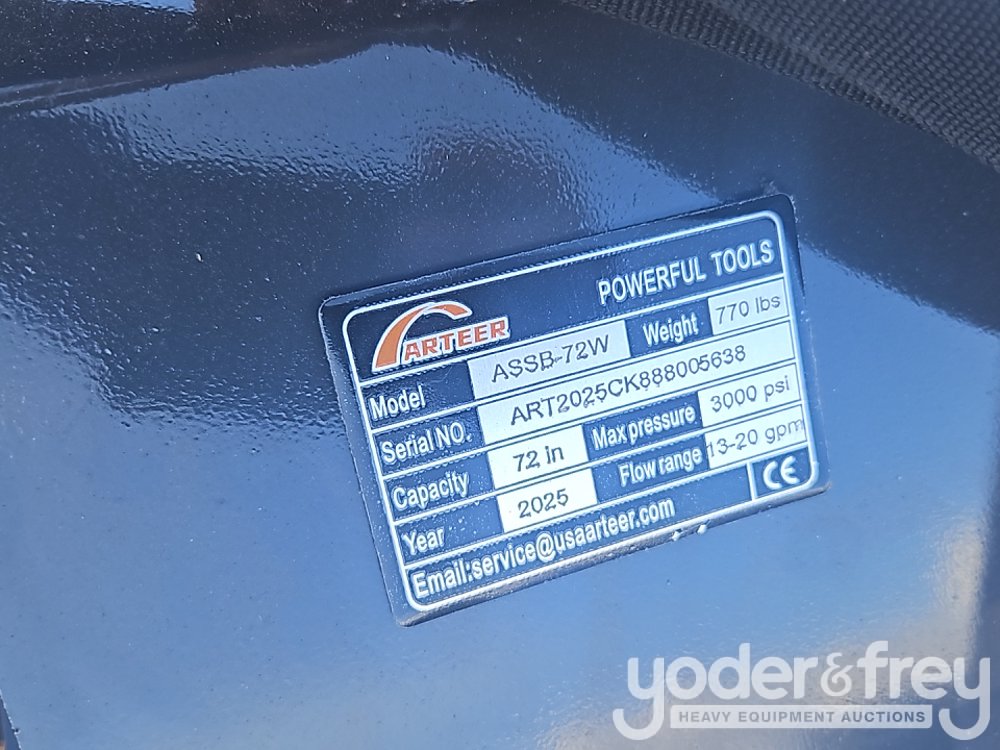 ARTEER POWERFUL TOOLS
Model ASSB-72W Weight 770 lbs
Serial NO. ART2025CK888005638
Capacity 72 in Max pressure 3000 psi
Year 2025 Flow range 13-20 gpm
Email:service@usaarteer.com CE
yoder&frey
HEAVY EQUIPMENT AUCTIONS